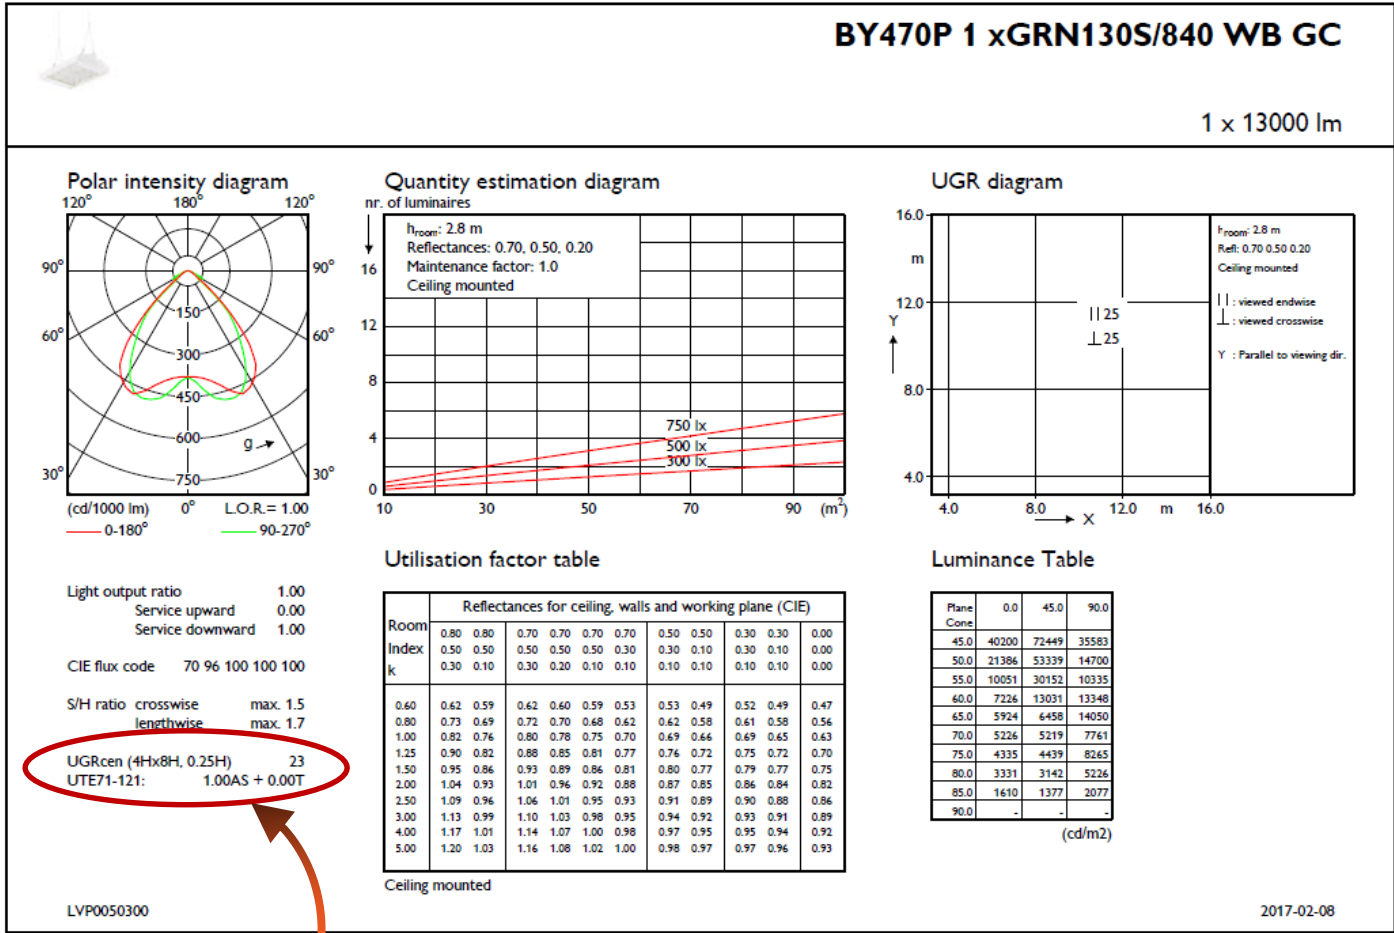 BY470P 1 xGRN130S/840 WB GC
1 x 13000 lm
Polar intensity diagram
120° 180° 120°
90° 90°
150
60° 60°
300
450
600
g
30° 30°
750
(cd/1000 lm) 0° L.O.R.= 1.00
0-180° 90-270°
Quantity estimation diagram
nr. of luminaires
hroom: 2.8 m
Reflectances: 0.70, 0.50, 0.20
Maintenance factor: 1.0
Ceiling mounted
16
12
8
4
0
750 lx
500 lx
300 lx
10 30 50 70 90 (m²)
UGR diagram
16.0
m
12.0
Y
8.0
4.0
|| 25
⊥ 25
hroom: 2.8 m
Refl: 0.70 0.50 0.20
Ceiling mounted
|| : viewed endwise
⊥ : viewed crosswise
Y : Parallel to viewing dir.
4.0 8.0 12.0 m 16.0
X
Light output ratio 1.00
Service upward 0.00
Service downward 1.00
CIE flux code 70 96 100 100 100
S/H ratio crosswise max. 1.5
lengthwise max. 1.7
UGRcen (4Hx8H, 0.25H) 23
UTE71-121: 1.00AS + 0.00T
Utilisation factor table
Reflectances for ceiling, walls and working plane (CIE)
Room 0.80 0.80 0.70 0.70 0.70 0.70 0.50 0.50 0.30 0.30 0.00
Index 0.50 0.50 0.50 0.50 0.50 0.30 0.30 0.10 0.30 0.10 0.00
k 0.30 0.10 0.30 0.20 0.10 0.10 0.10 0.10 0.10 0.10 0.00
0.60 0.62 0.59 0.62 0.60 0.59 0.53 0.53 0.49 0.52 0.49 0.47
0.80 0.73 0.69 0.72 0.70 0.68 0.62 0.62 0.58 0.61 0.58 0.56
1.00 0.82 0.76 0.80 0.78 0.75 0.70 0.69 0.66 0.69 0.65 0.63
1.25 0.90 0.82 0.88 0.85 0.81 0.77 0.76 0.72 0.75 0.72 0.70
1.50 0.95 0.86 0.93 0.89 0.86 0.81 0.80 0.77 0.79 0.77 0.75
2.00 1.04 0.93 1.01 0.96 0.92 0.88 0.87 0.85 0.86 0.84 0.82
2.50 1.09 0.96 1.06 1.01 0.95 0.93 0.91 0.89 0.90 0.88 0.86
3.00 1.13 0.99 1.10 1.03 0.98 0.95 0.94 0.92 0.93 0.91 0.89
4.00 1.17 1.01 1.14 1.07 1.00 0.98 0.97 0.95 0.95 0.94 0.92
5.00 1.20 1.03 1.16 1.08 1.02 1.00 0.98 0.97 0.97 0.96 0.93
Ceiling mounted
Luminance Table
Plane 0.0 45.0 90.0
Cone
45.0 40200 72449 35583
50.0 21386 53339 14700
55.0 10051 30152 10335
60.0 7226 13031 13348
65.0 5924 6458 14050
70.0 5226 5219 7761
75.0 4335 4439 8265
80.0 3331 3142 5226
85.0 1610 1377 2077
90.0 - - -
(cd/m2)
LVP0050300
2017-02-08